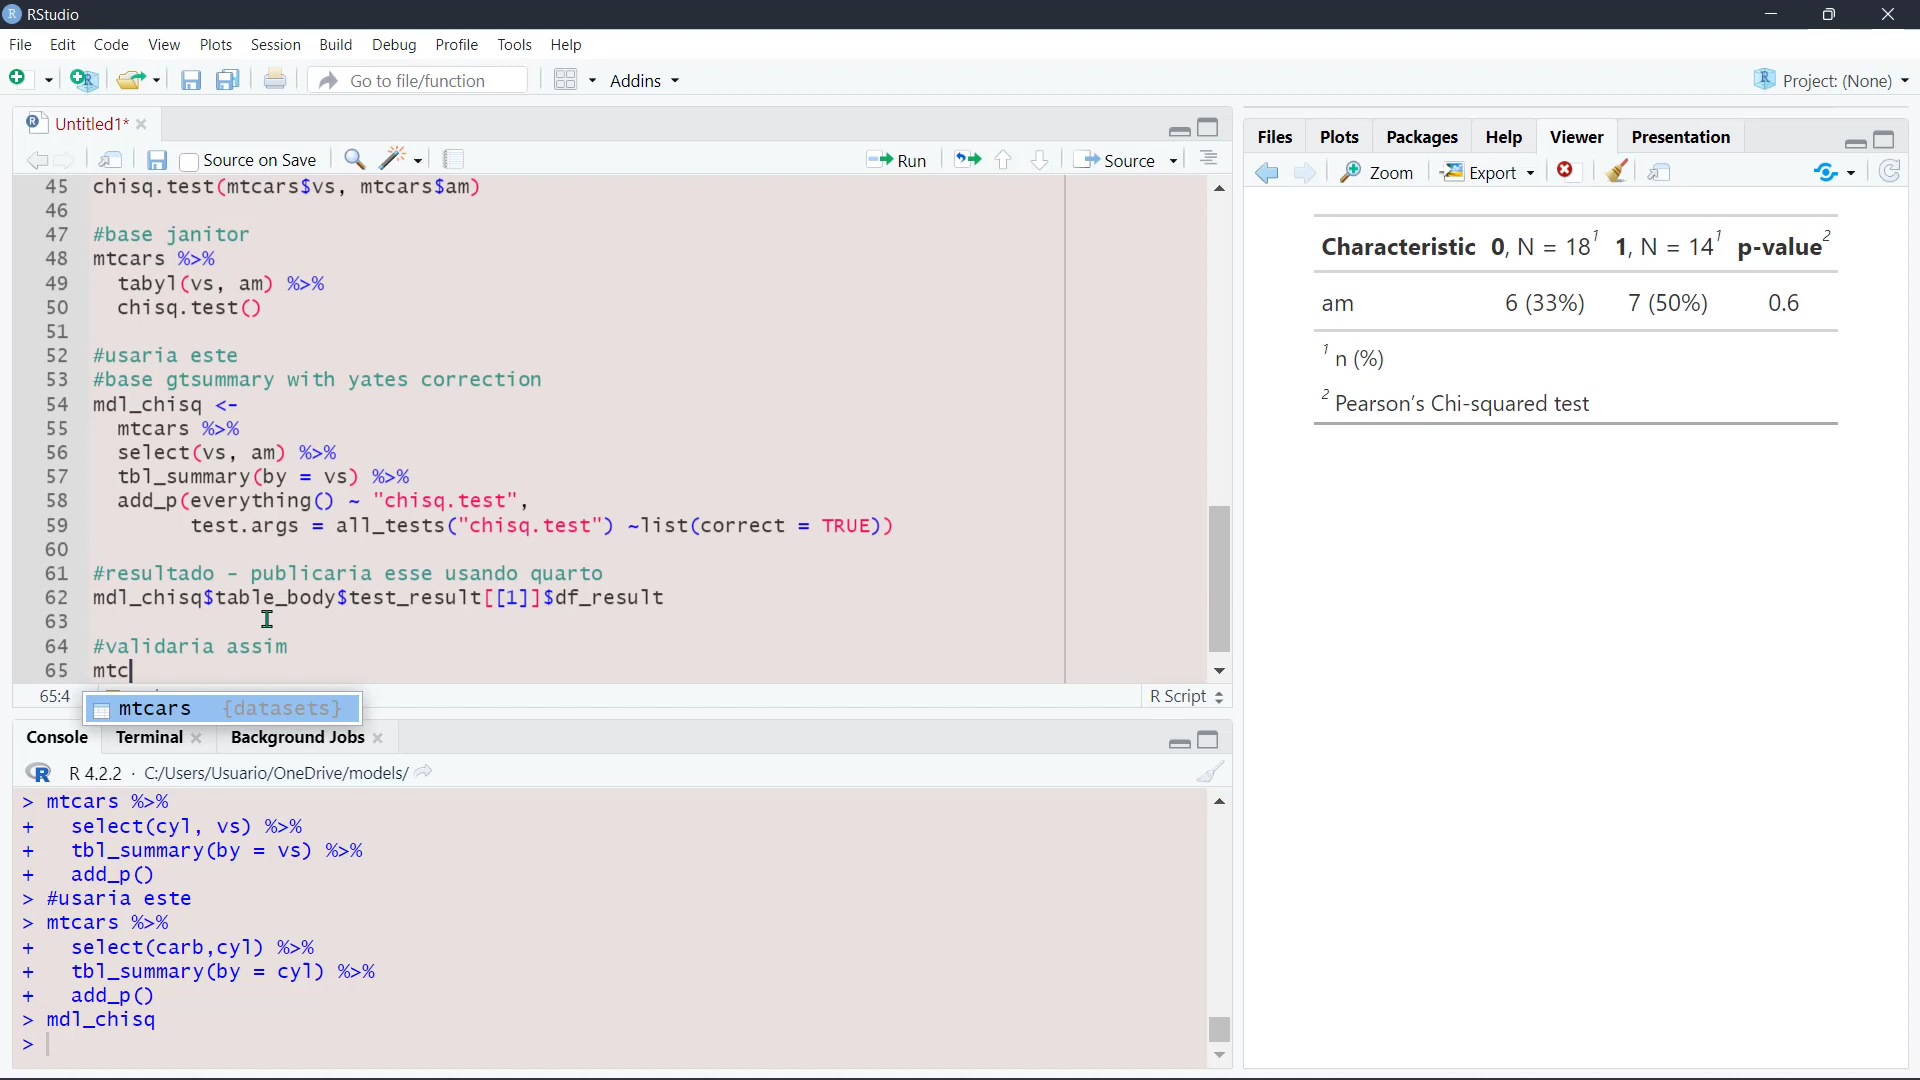 RStudio
File Edit Code View Plots Session Build Debug Profile Tools Help
Go to file/function Addins Project: (None)
Untitled1*
Source on Save Run Source
45 chisq.test(mtcars$vs, mtcars$am)
46
47 #base janitor
48 mtcars %>%
49 tabyl(vs, am) %>%
50 chisq.test()
51
52 #usaria este
53 #base gtsummary with yates correction
54 mdl_chisq <-
55 mtcars %>%
56 select(vs, am) %>%
57 tbl_summary(by = vs) %>%
58 add_p(everything() ~ "chisq.test",
59 test.args = all_tests("chisq.test") ~list(correct = TRUE))
60
61 #resultado - publicaria esse usando quarto
62 mdl_chisq$table_body$test_result[[1]]$df_result
63
64 #validaria assim
65 mtc
65:4 R Script
mtcars {datasets}
Console Terminal Background Jobs
R 4.2.2 · C:/Users/Usuario/OneDrive/models/
> mtcars %>%
+ select(cyl, vs) %>%
+ tbl_summary(by = vs) %>%
+ add_p()
> #usaria este
> mtcars %>%
+ select(carb,cyl) %>%
+ tbl_summary(by = cyl) %>%
+ add_p()
> mdl_chisq
>
Files Plots Packages Help Viewer Presentation
Zoom Export
Characteristic 0, N = 18¹ 1, N = 14¹ p-value²
am 6 (33%) 7 (50%) 0.6
¹ n (%)
² Pearson's Chi-squared test